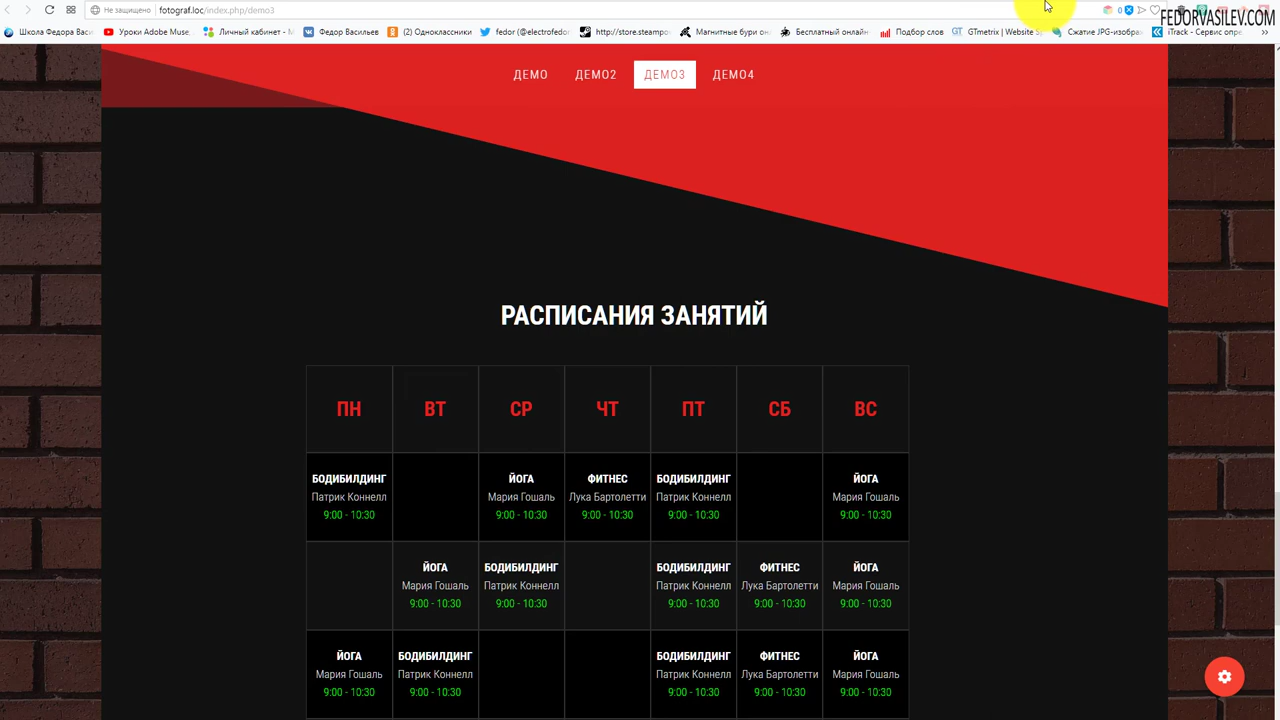 FEDORVASILEV.COM
Не защищено
fotograf.loc/index.php/demo3
0
Школа Федора Васи
Уроки Adobe Muse
Личный кабинет - М
Федор Васильев
(2) Одноклассники
fedor (@electrofedor
http://store.steampo
Магнитные бури он
Бесплатный онлайн
Подбор слов
GTmetrix | Website Sp
Сжатие JPG-изобра
iTrack - Сервис опре
ДЕМО ДЕМО2 ДЕМО3 ДЕМО4
РАСПИСАНИЯ ЗАНЯТИЙ
ПН ВТ СР ЧТ ПТ СБ ВС
БОДИБИЛДИНГ ЙОГА ФИТНЕС БОДИБИЛДИНГ ЙОГА
Патрик Коннелл Мария Гошаль Лука Бартолетти Патрик Коннелл Мария Гошаль
9:00 - 10:30 9:00 - 10:30 9:00 - 10:30 9:00 - 10:30 9:00 - 10:30
ЙОГА БОДИБИЛДИНГ БОДИБИЛДИНГ ФИТНЕС ЙОГА
Мария Гошаль Патрик Коннелл Патрик Коннелл Лука Бартолетти Мария Гошаль
9:00 - 10:30 9:00 - 10:30 9:00 - 10:30 9:00 - 10:30 9:00 - 10:30
ЙОГА БОДИБИЛДИНГ БОДИБИЛДИНГ ФИТНЕС ЙОГА
Мария Гошаль Патрик Коннелл Патрик Коннелл Лука Бартолетти Мария Гошаль
9:00 - 10:30 9:00 - 10:30 9:00 - 10:30 9:00 - 10:30 9:00 - 10:30